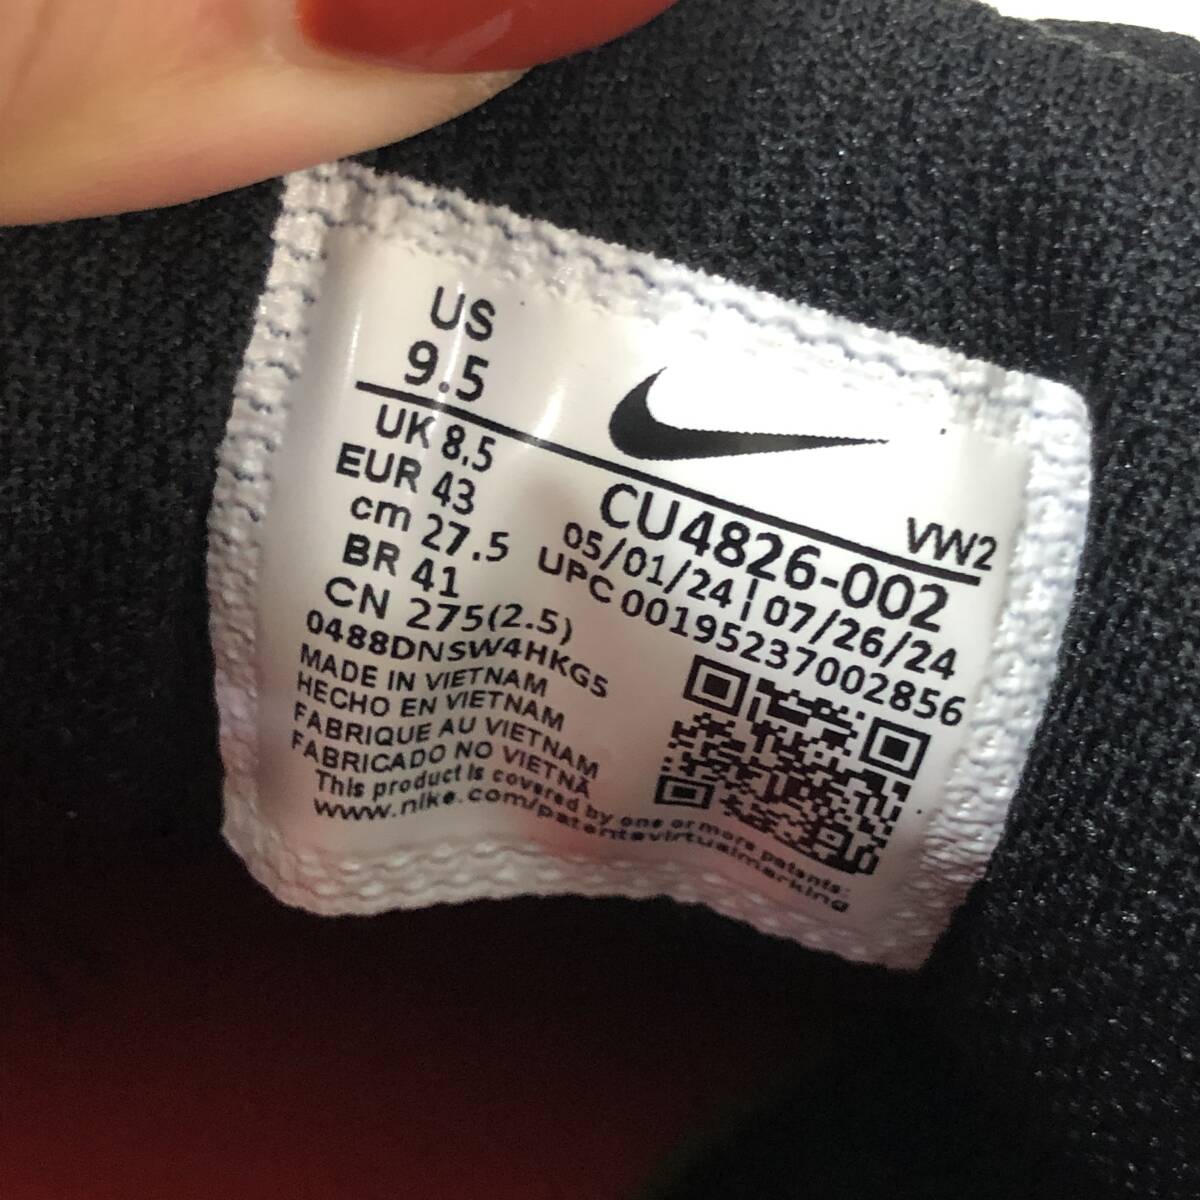 US
9.5
UK 8.5
EUR 43
cm 27.5
BR 41
CN 275(2.5)
VW2
CU4826-002
05/01/24 ¦ 07/26/24
UPC 00195237002856
0488DNSW4HKG5
MADE IN VIETNAM
HECHO EN VIETNAM
FABRIQUE AU VIETNAM
FABRICADO NO VIETNÃ
This product is covered by one or more patents:
www.nike.com/patentsvirtualmarking